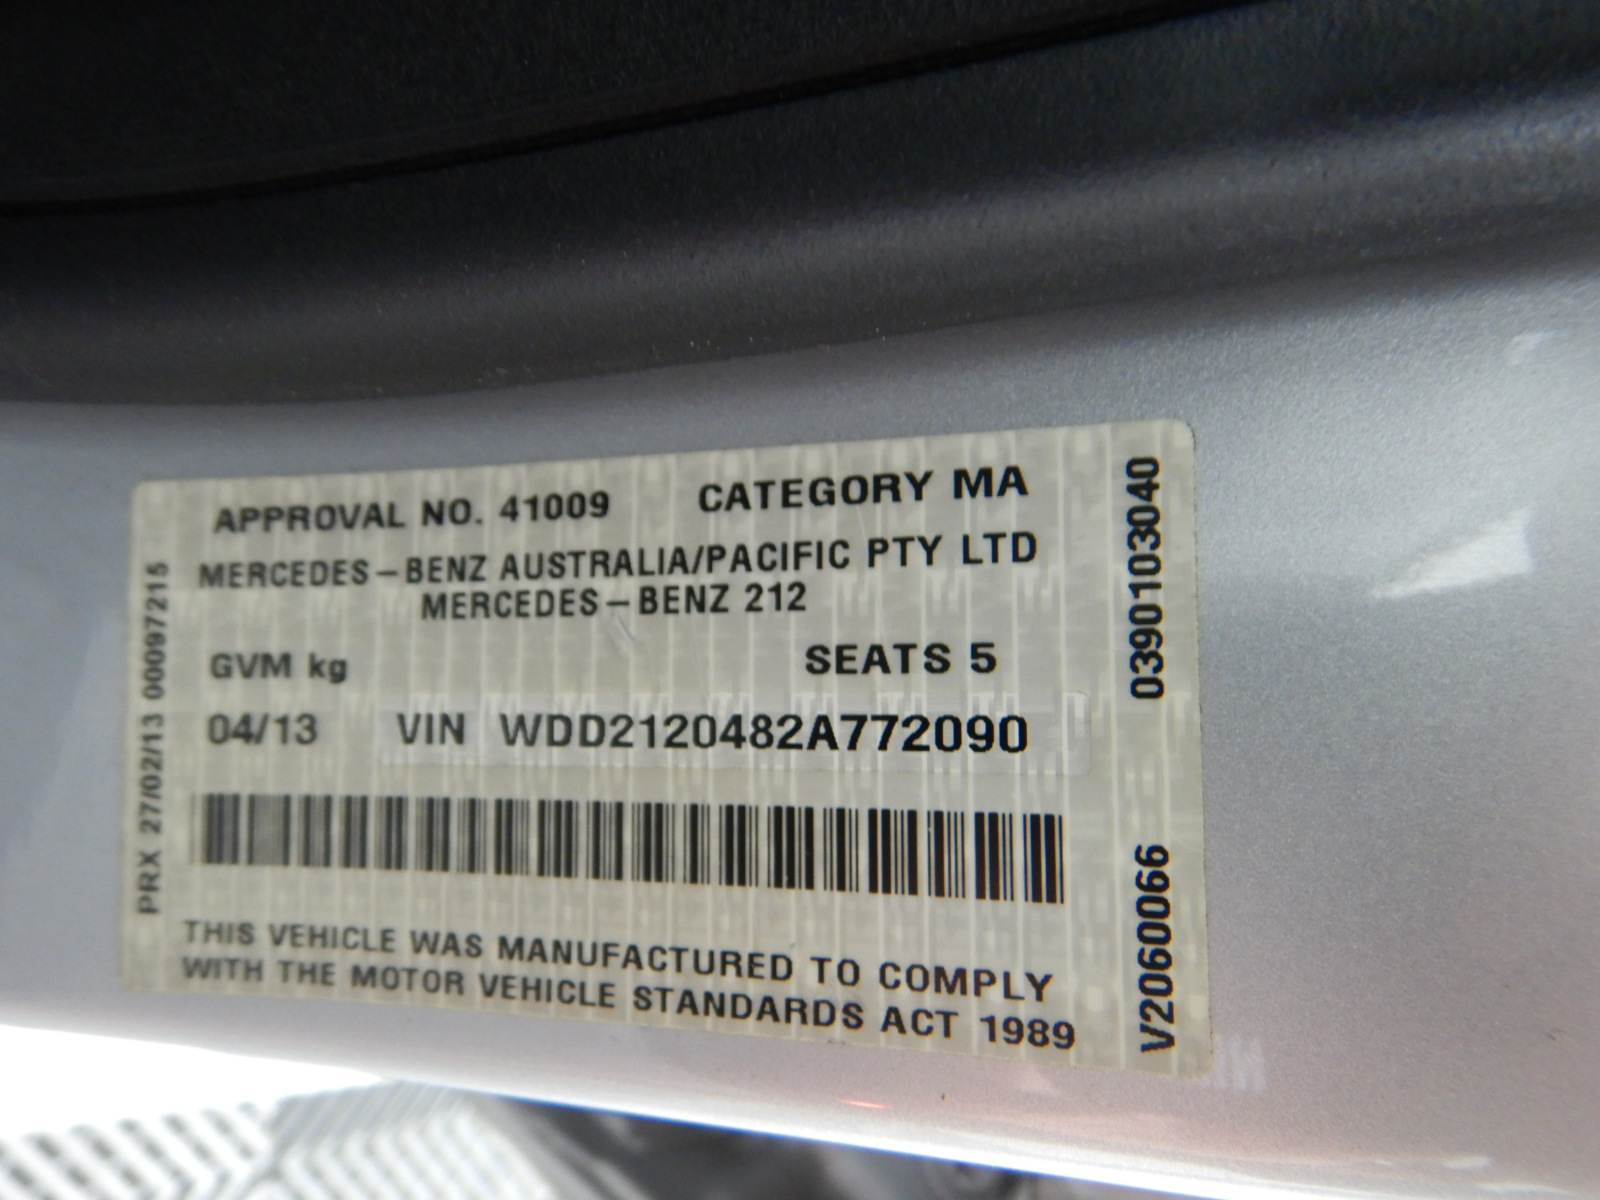 APPROVAL NO. 41009 CATEGORY MA
MERCEDES-BENZ AUSTRALIA/PACIFIC PTY LTD
MERCEDES-BENZ 212
GVM kg SEATS 5
04/13 VIN WDD2120482A772090
THIS VEHICLE WAS MANUFACTURED TO COMPLY
WITH THE MOTOR VEHICLE STANDARDS ACT 1989
PRX 27/02/13 00097215
V2060066 0390103040